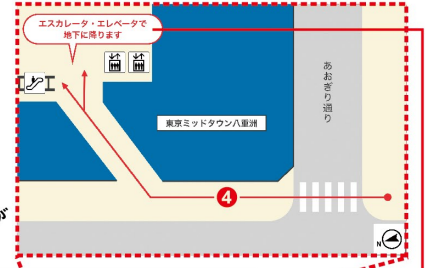 エスカレータ・エレベータで
地下に降ります
あおぎり通り
東京ミッドタウン八重洲
4
が
N